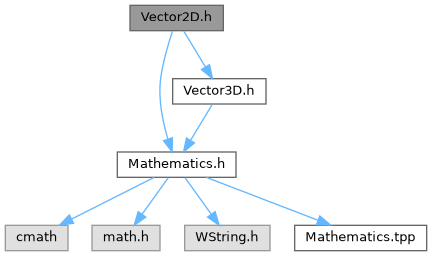 Vector2D.h
Vector3D.h
Mathematics.h
cmath
math.h
WString.h
Mathematics.tpp